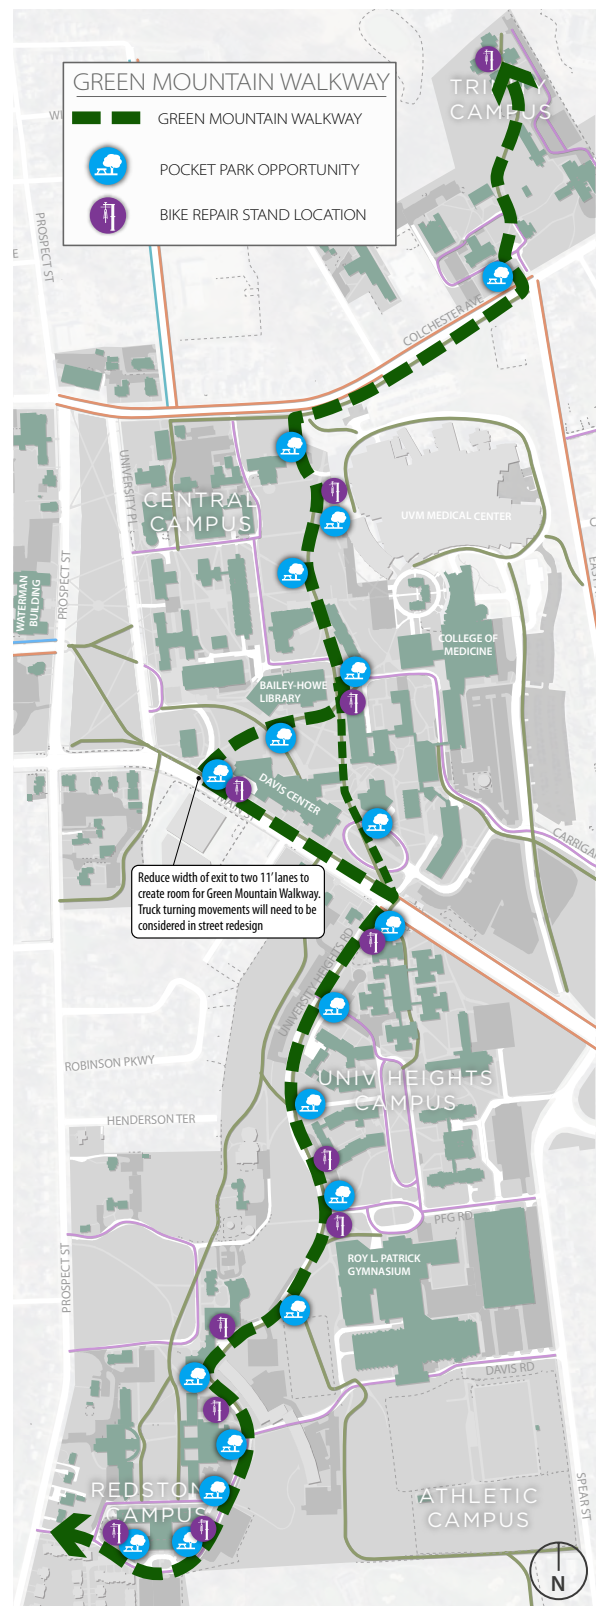 GREEN MOUNTAIN WALKWAY
GREEN MOUNTAIN WALKWAY
POCKET PARK OPPORTUNITY
BIKE REPAIR STAND LOCATION
TRINITY
CAMPUS
PROSPECT ST
COLCHESTER AVE
UNIVERSITY PL
CENTRAL
CAMPUS
UVM MEDICAL CENTER
PROSPECT ST
WATERMAN
BUILDING
COLLEGE OF
MEDICINE
BAILEY-HOWE
LIBRARY
DAVIS CENTER
Reduce width of exit to two 11’ lanes to
create room for Green Mountain Walkway.
Truck turning movements will need to be
considered in street redesign
UNIVERSITY HEIGHTS RD
ROBINSON PKWY
UNIV HEIGHTS
CAMPUS
HENDERSON TER
PFG RD
PROSPECT ST
ROY L. PATRICK
GYMNASIUM
DAVIS RD
REDSTON
CAMPUS
ATHLETIC
CAMPUS
SPEAR ST
N